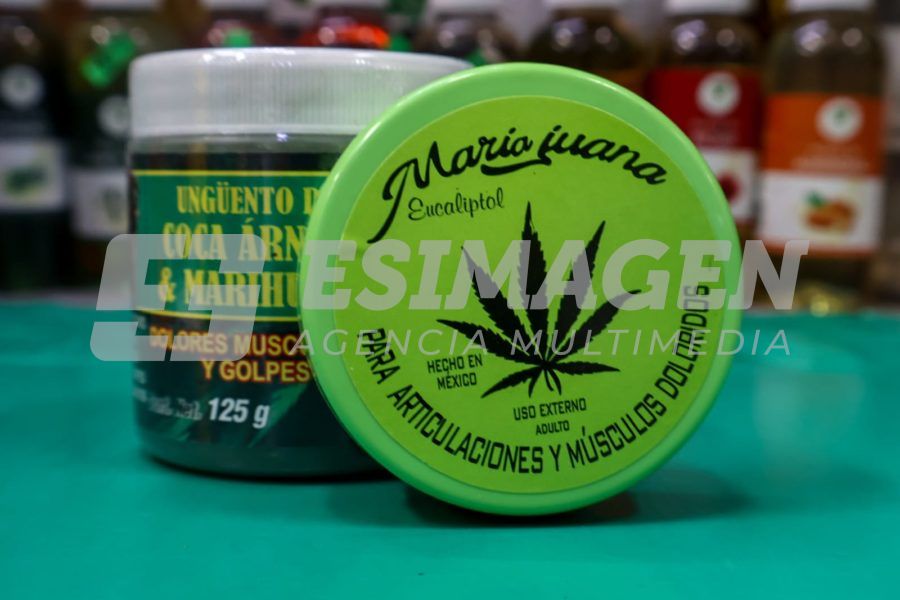 UNGÜENTO D
COCA ÁRN
& MARIHU
DOLORES MUSC
Y GOLPES
125 g
María juana
Eucaliptol
HECHO EN
MÉXICO
USO EXTERNO
ADULTO
PARA ARTICULACIONES Y MÚSCULOS DOLORIDOS
ESIMAGEN
AGENCIA MULTIMEDIA